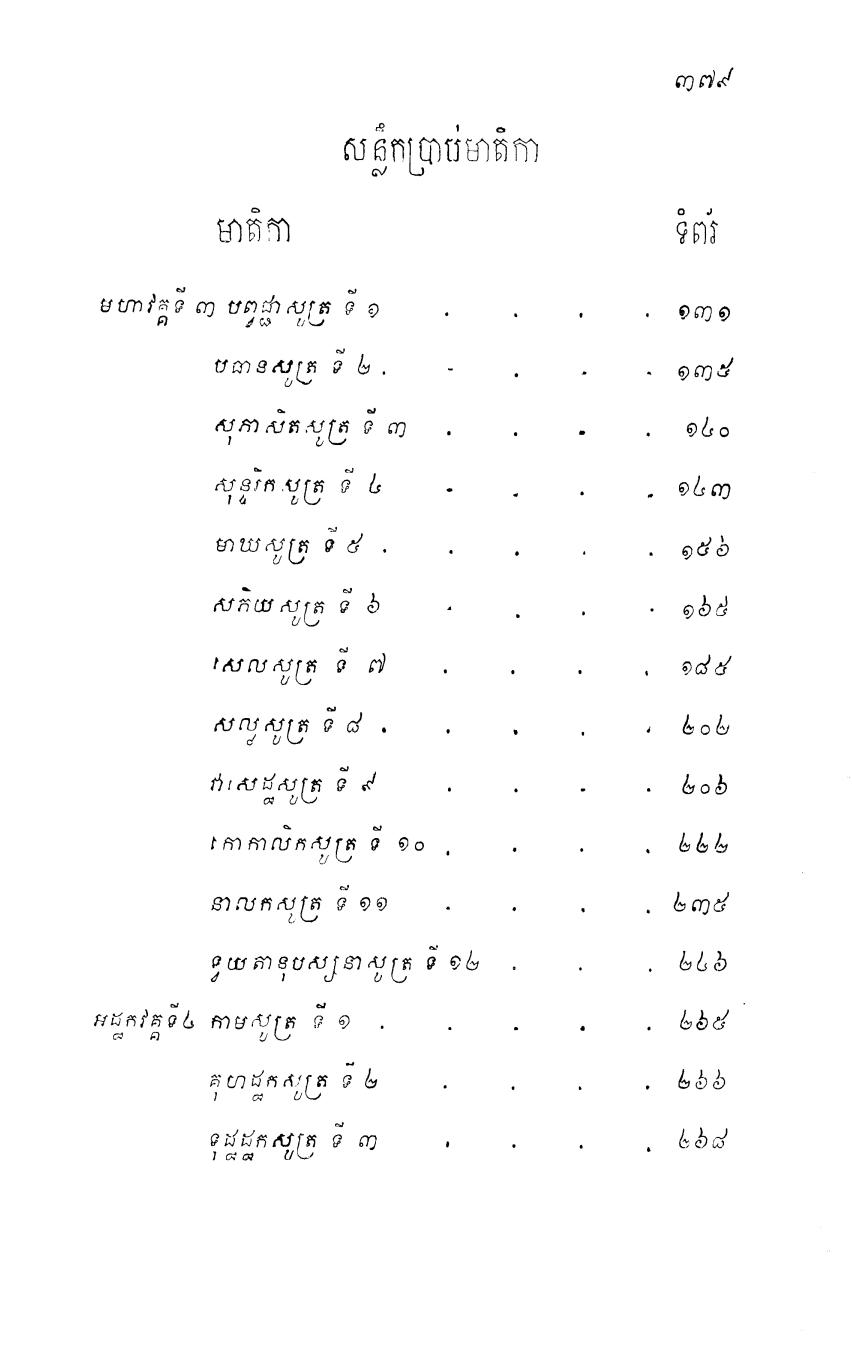 ៣៧៩
សន្លឹកប្រាប់មាតិកា
មាតិកា ទំព័រ
មហាវគ្គទី ៣ បព្វជ្ជាសូត្រ ទី ១ . . . . ១៣១
បធានសូត្រ ទី ២ . . . . . ១៣៥
សុភាសិតសូត្រ ទី ៣ . . . . ១៤០
សុន្ទរិកសូត្រ ទី ៤ . . . . ១៤៣
មាឃសូត្រ ទី ៥ . . . . . ១៥៦
សភិយសូត្រ ទី ៦ . . . . ១៦៥
សេលសូត្រ ទី ៧ . . . . ១៨៥
សល្លសូត្រ ទី ៨ . . . . . ២០២
វាសេដ្ឋសូត្រ ទី ៩ . . . . ២០៦
កោកាលិកសូត្រ ទី ១០ . . . . ២២២
នាលកសូត្រ ទី ១១ . . . . ២៣៥
ទ្វយតានុបស្សនាសូត្រ ទី ១២ . . . ២៤៦
អដ្ឋកវគ្គទី៤ កាមសូត្រ ទី ១ . . . . . ២៦៥
គុហដ្ឋកសូត្រ ទី ២ . . . . ២៦៦
ទុដ្ឋដ្ឋកសូត្រ ទី ៣ . . . . ២៦៨